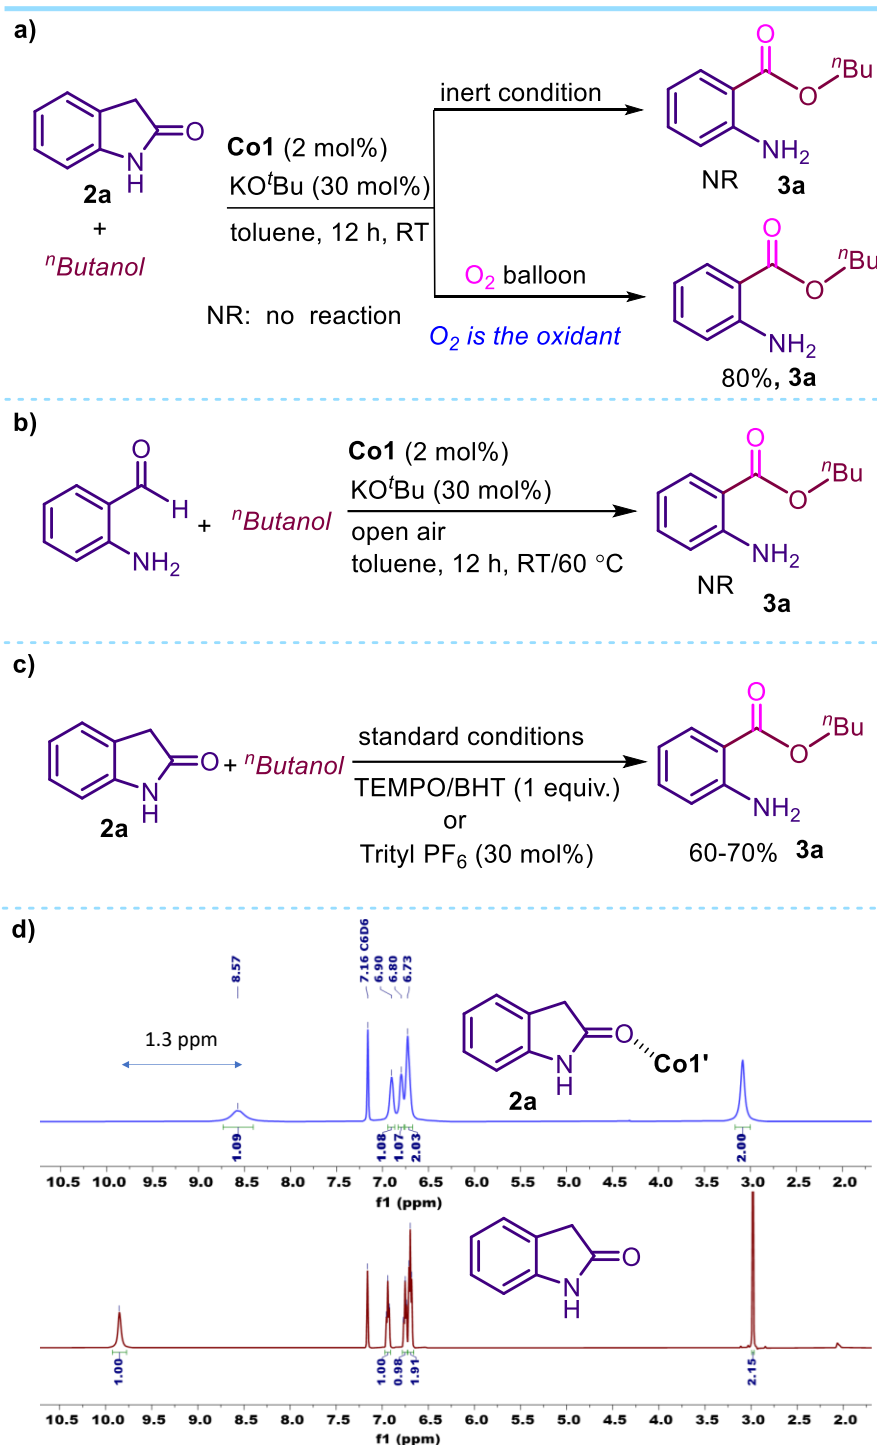 a)
O
N
H
2a
+
nButanol
Co1 (2 mol%)
KOtBu (30 mol%)
toluene, 12 h, RT
NR: no reaction
inert condition
O
O
nBu
NH2
NR 3a
O2 balloon
O2 is the oxidant
O
O
nBu
NH2
80%, 3a
b)
O
H
NH2
+
nButanol
Co1 (2 mol%)
KOtBu (30 mol%)
open air
toluene, 12 h, RT/60 °C
O
O
nBu
NH2
NR
3a
c)
O
N
H
2a
+
nButanol
standard conditions
TEMPO/BHT (1 equiv.)
or
Trityl PF6 (30 mol%)
O
O
nBu
NH2
60-70% 3a
d)
8.57
7.16 C6D6
6.90
6.80
6.73
1.3 ppm
O
N
H
2a
Co1'
1.09
1.08
1.07
2.03
2.00
10.5 10.0 9.5 9.0 8.5 8.0 7.5 7.0 6.5 6.0 5.5 5.0 4.5 4.0 3.5 3.0 2.5 2.0
f1 (ppm)
O
N
H
1.00
1.00
0.98
1.91
2.15
10.5 10.0 9.5 9.0 8.5 8.0 7.5 7.0 6.5 6.0 5.5 5.0 4.5 4.0 3.5 3.0 2.5 2.0
f1 (ppm)